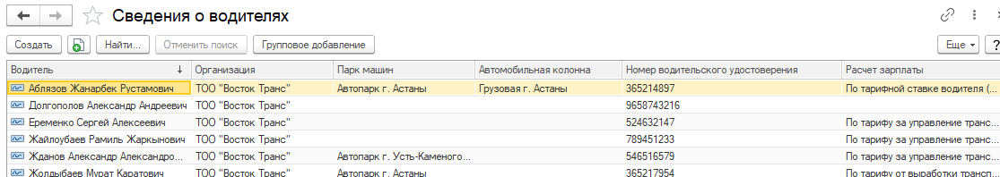 Сведения о водителях
Создать Найти... Отменить поиск Групповое добавление Еще ?
Водитель ↓ Организация Парк машин Автомобильная колонна Номер водительского удостоверения Расчет зарплаты
Аблязов Жанарбек Рустамович ТОО "Восток Транс" Автопарк г. Астаны Грузовая г. Астаны 365214897 По тарифной ставке водителя (...
Долгополов Александр Андреевич ТОО "Восток Транс" 9658743216
Еременко Сергей Алексеевич ТОО "Восток Транс" 524632147 По тарифу за управление транс...
Жайлоубаев Рамиль Жаркынович ТОО "Восток Транс" 789451233 По тарифу за управление транс...
Жданов Александр Александро... ТОО "Восток Транс" Автопарк г. Усть-Каменого... 546516579 По тарифу за управление транс...
Жолдыбаев Мурат Каратович ТОО "Восток Транс" Автопарк г. Астаны 365217954 По тарифу от выработки трансп...